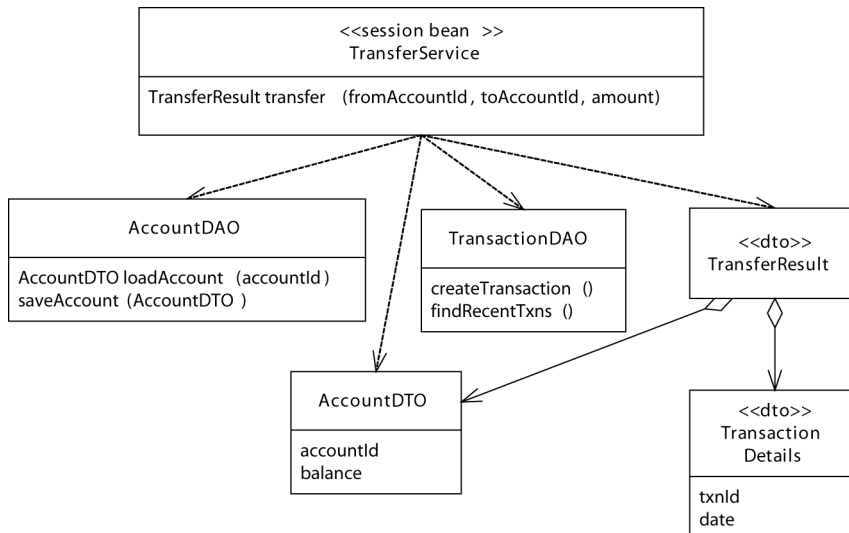 <<session bean >>
TransferService
TransferResult transfer (fromAccountId, toAccountId, amount)
AccountDAO
AccountDTO loadAccount (accountId)
saveAccount (AccountDTO )
TransactionDAO
createTransaction ()
findRecentTxns ()
<<dto>>
TransferResult
AccountDTO
accountId
balance
<<dto>>
Transaction
Details
txnId
date